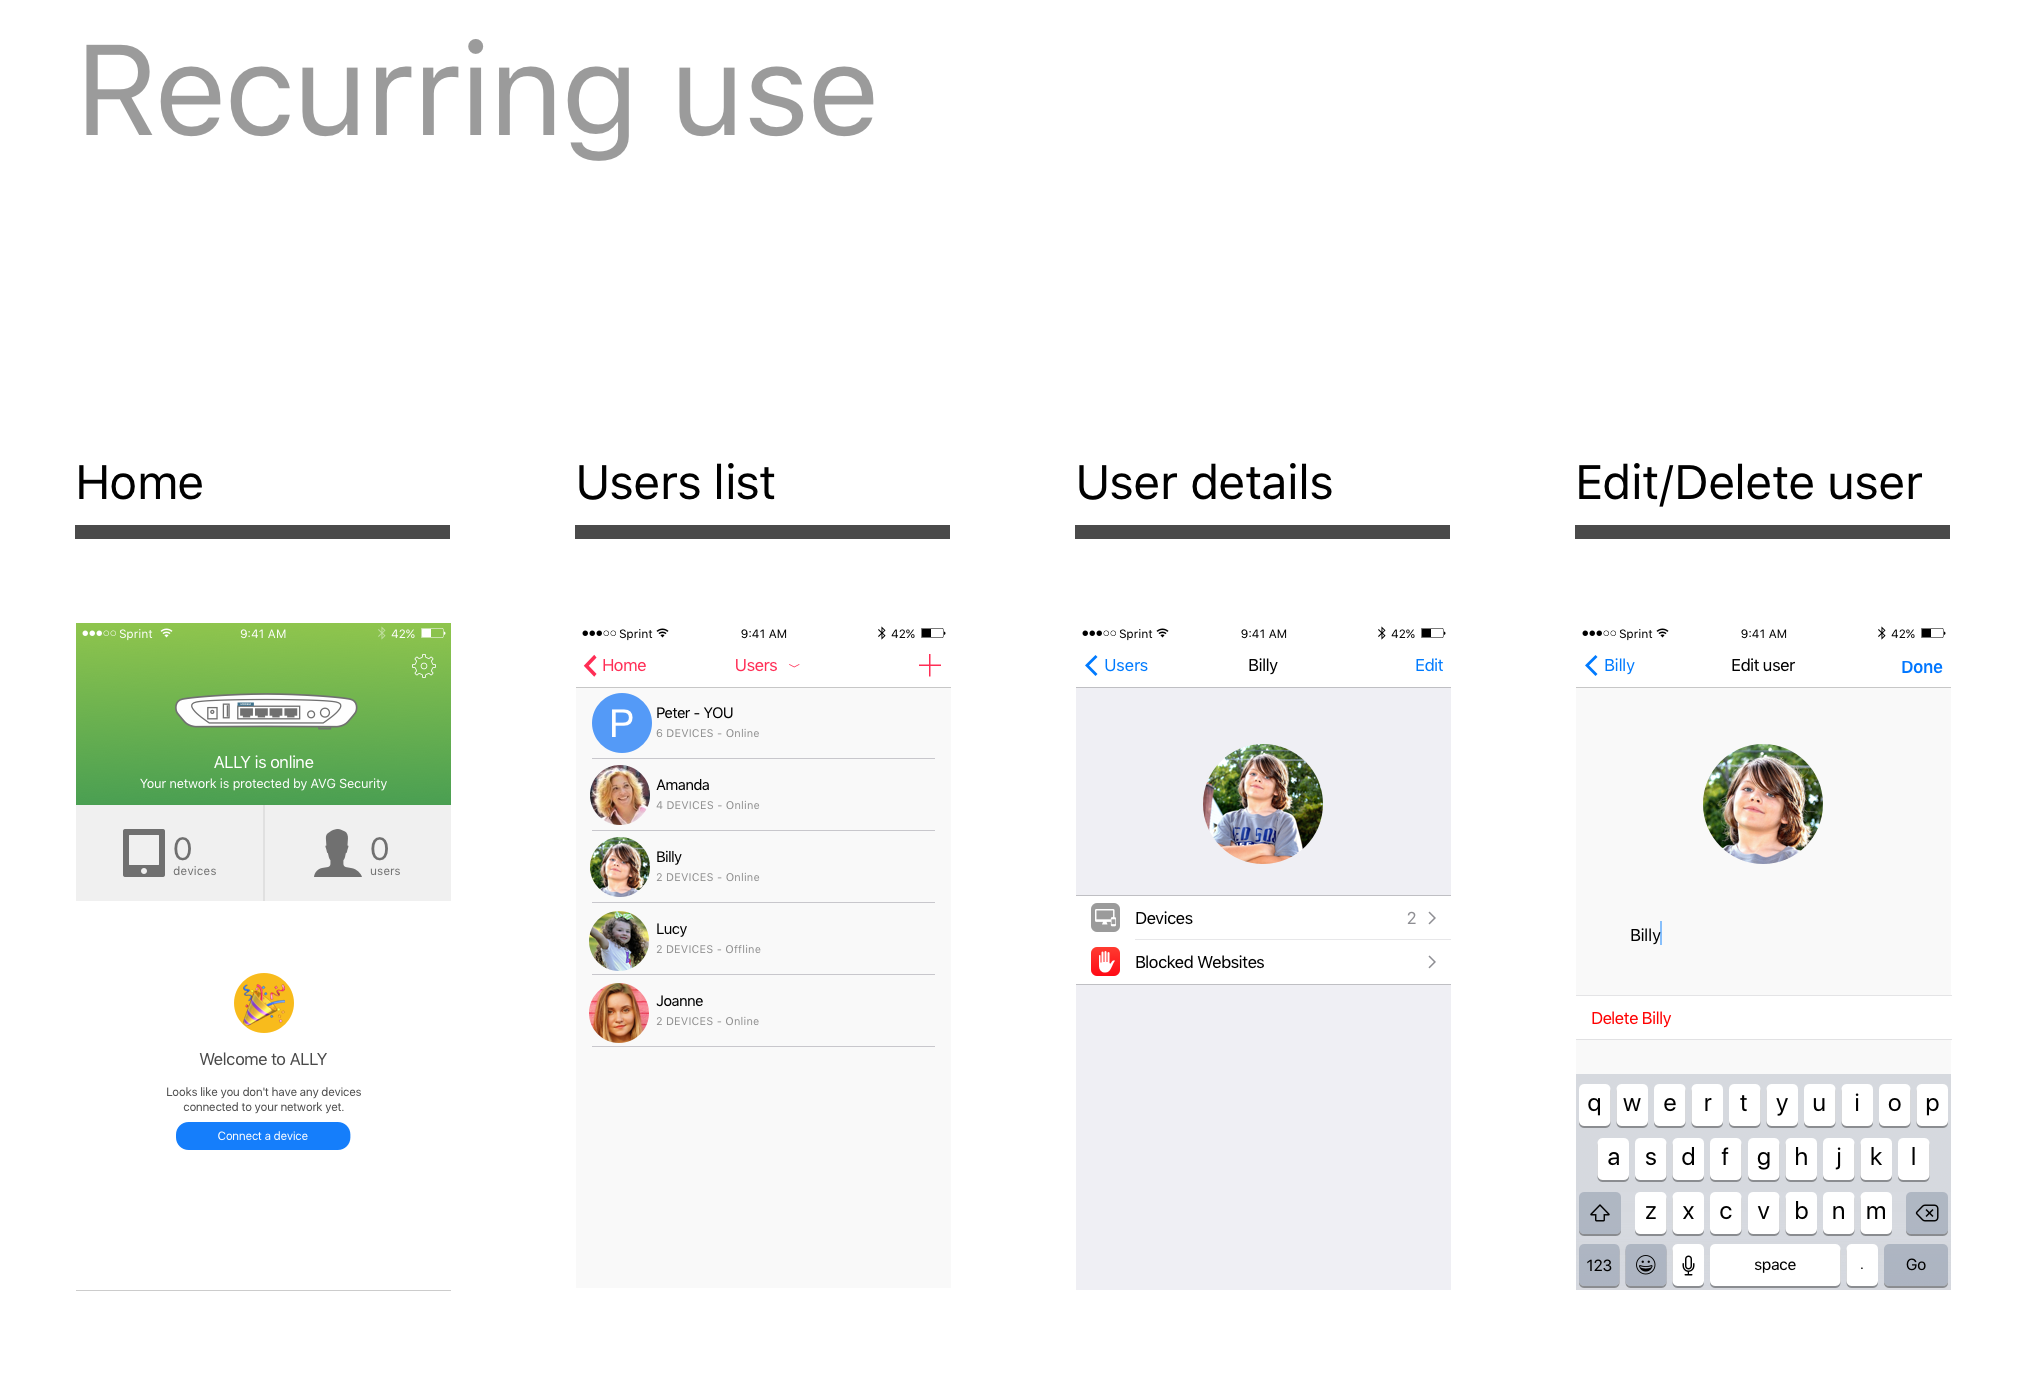 Recurring use
Home
Users list
User details
Edit/Delete user
Sprint 9:41 AM 42%
ALLY is online
Your network is protected by AVG Security
0
devices
0
users
Welcome to ALLY
Looks like you don't have any devices
connected to your network yet.
Connect a device
Sprint 9:41 AM 42%
Home Users
P
Peter - YOU
6 DEVICES - Online
Amanda
4 DEVICES - Online
Billy
2 DEVICES - Online
Lucy
2 DEVICES - Offline
Joanne
2 DEVICES - Online
Sprint 9:41 AM 42%
Users Billy Edit
Devices 2
Blocked Websites
Sprint 9:41 AM 42%
Billy Edit user Done
Billy
Delete Billy
q w e r t y u i o p
a s d f g h j k l
z x c v b n m
123 space . Go